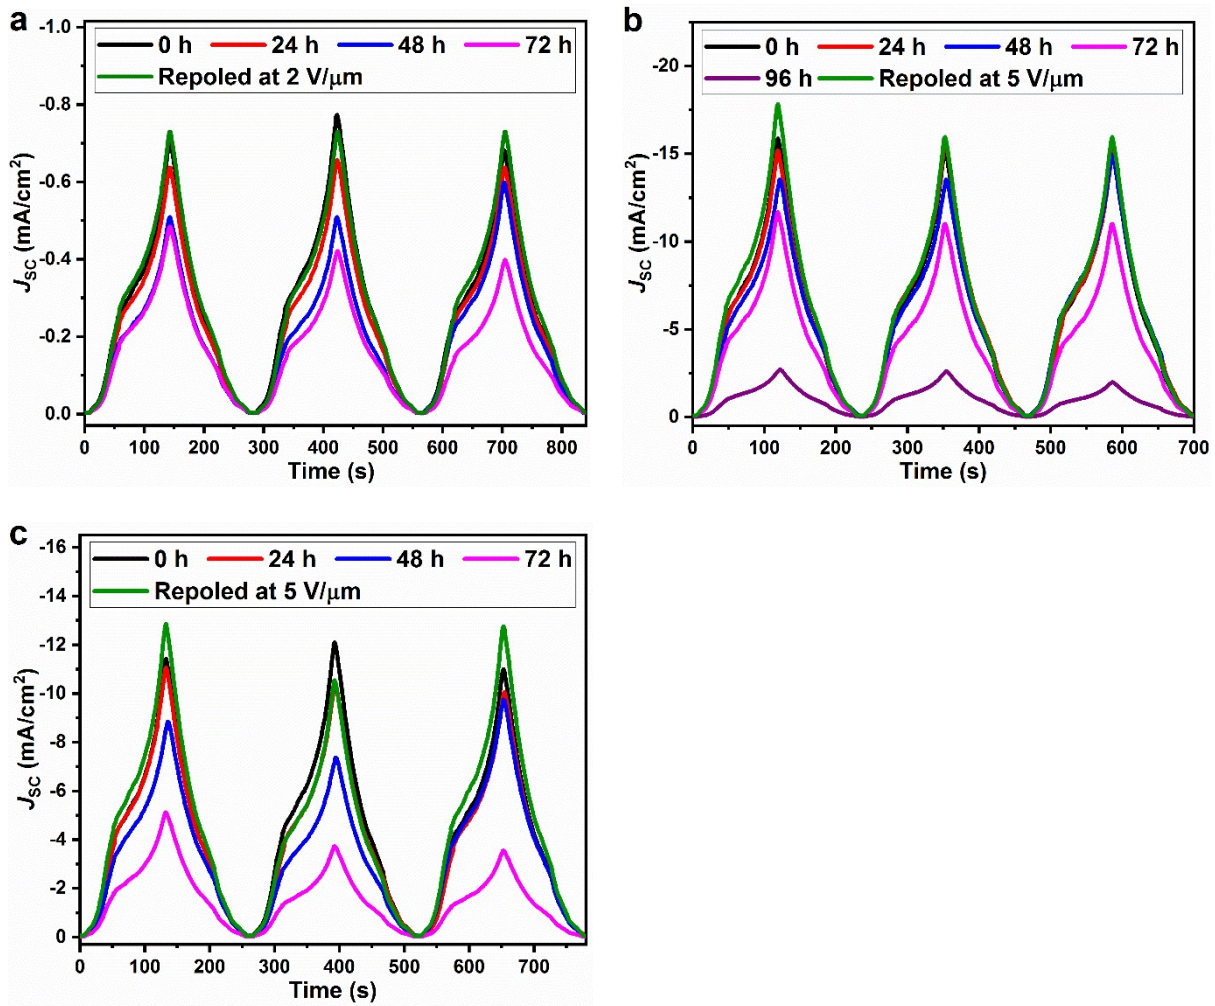 a
0 h 24 h 48 h 72 h
Repoled at 2 V/μm
-1.0
-0.8
-0.6
-0.4
-0.2
0.0
J_SC (mA/cm²)
0 100 200 300 400 500 600 700 800
Time (s)
b
0 h 24 h 48 h 72 h
96 h Repoled at 5 V/μm
-20
-15
-10
-5
0
J_SC (mA/cm²)
0 100 200 300 400 500 600 700
Time (s)
c
0 h 24 h 48 h 72 h
Repoled at 5 V/μm
-16
-14
-12
-10
-8
-6
-4
-2
0
J_SC (mA/cm²)
0 100 200 300 400 500 600 700
Time (s)